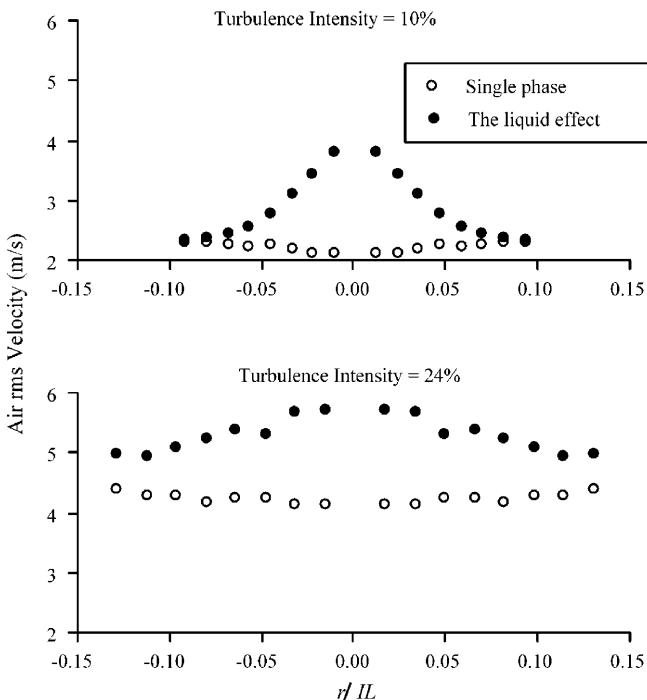 Turbulence Intensity = 10%
6
5
4
3
2
Single phase
The liquid effect
-0.15 -0.10 -0.05 0.00 0.05 0.10 0.15
Air rms Velocity (m/s)
Turbulence Intensity = 24%
6
5
4
3
2
-0.15 -0.10 -0.05 0.00 0.05 0.10 0.15
r/ IL